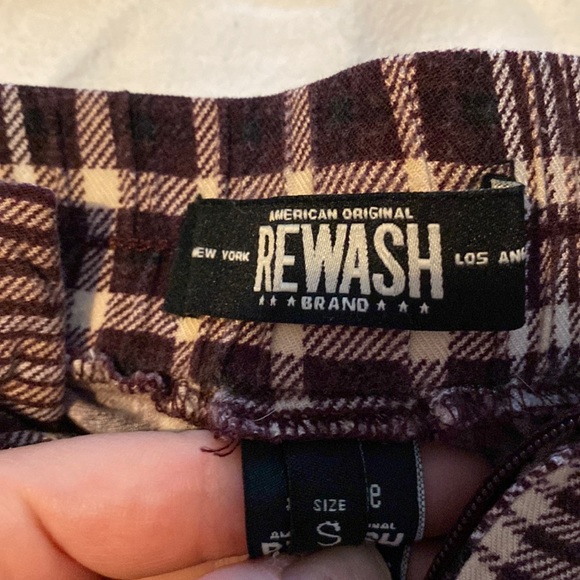 AMERICAN ORIGINAL
NEW YORK REWASH LOS AN
★ ★ ★ BRAND ★ ★ ★
e
SIZE
S